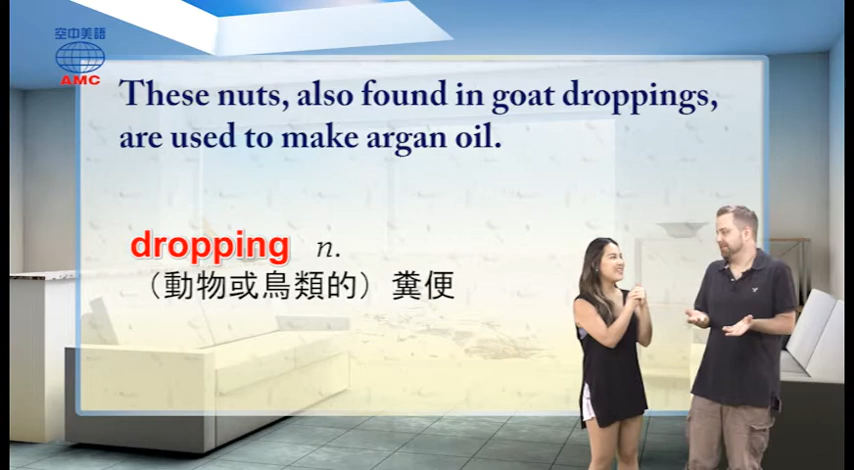 空中美語
AMC
These nuts, also found in goat droppings,
are used to make argan oil.
dropping n.
（動物或鳥類的）糞便